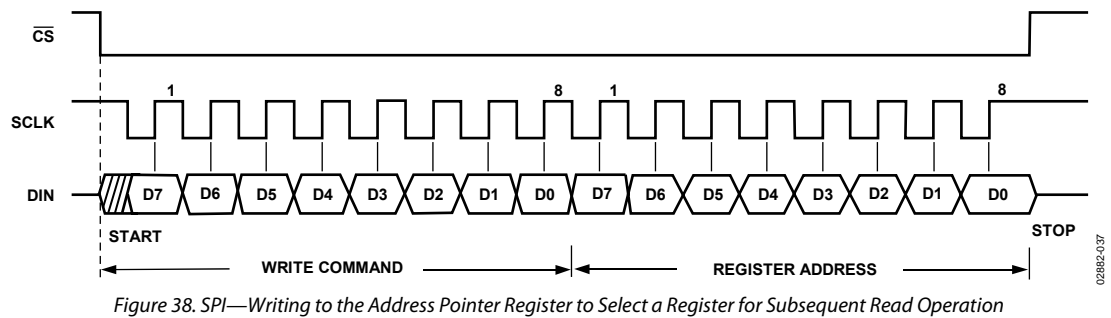 CS
1 8 1 8
SCLK
DIN D7 D6 D5 D4 D3 D2 D1 D0 D7 D6 D5 D4 D3 D2 D1 D0
START STOP
WRITE COMMAND REGISTER ADDRESS
02882-037
Figure 38. SPI—Writing to the Address Pointer Register to Select a Register for Subsequent Read Operation